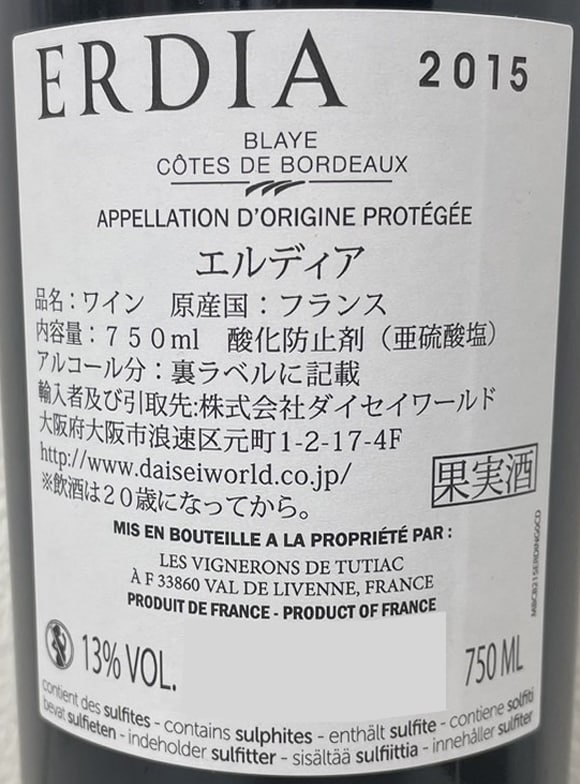 ERDIA 2015
BLAYE
CÔTES DE BORDEAUX
APPELLATION D'ORIGINE PROTÉGÉE
エルディア
品名：ワイン 原産国：フランス
内容量：７５０ml 酸化防止剤（亜硫酸塩）
アルコール分：裏ラベルに記載
輸入者及び引取先:株式会社ダイセイワールド
大阪府大阪市浪速区元町1-2-17-4F
http://www.daiseiworld.co.jp/
※飲酒は２０歳になってから。
果実酒
MIS EN BOUTEILLE A LA PROPRIÉTÉ PAR :
LES VIGNERONS DE TUTIAC
À F 33860 VAL DE LIVENNE, FRANCE
PRODUIT DE FRANCE - PRODUCT OF FRANCE
13% VOL.
750 ML
contient des sulfites - contains sulphites - enthält sulfite - contiene solfiti
bevat sulfieten - indeholder sulfitter - sisältää sulfiittia - innehåller sulfiter